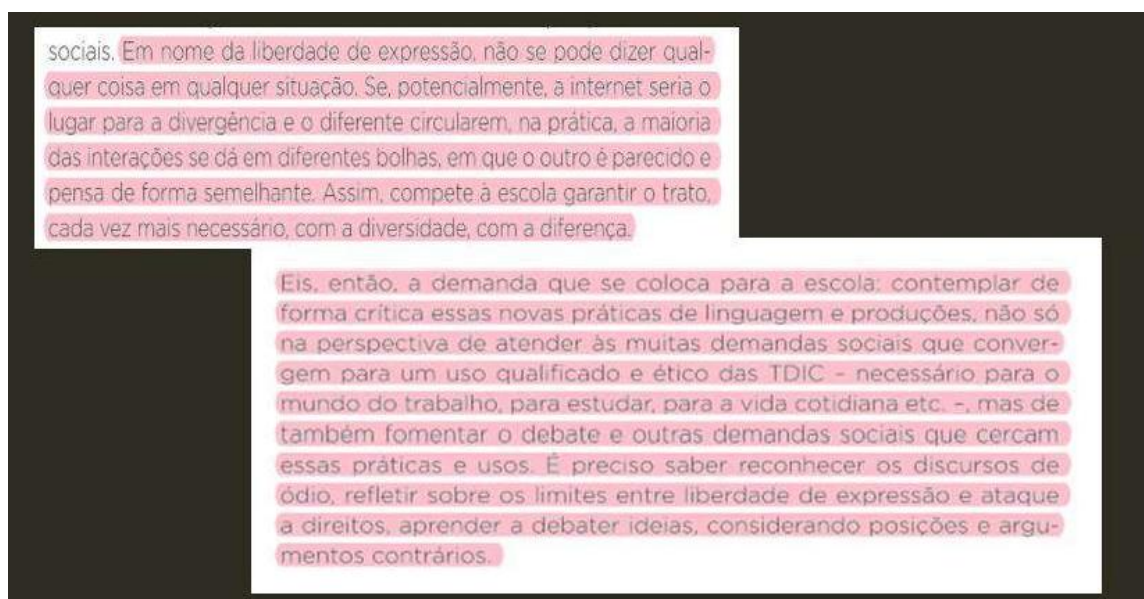 sociais. Em nome da liberdade de expressão, não se pode dizer qual-
quer coisa em qualquer situação. Se, potencialmente, a internet seria o
lugar para a divergência e o diferente circularem, na prática, a maioria
das interações se dá em diferentes bolhas, em que o outro é parecido e
pensa de forma semelhante. Assim, compete à escola garantir o trato,
cada vez mais necessário, com a diversidade, com a diferença.
Eis, então, a demanda que se coloca para a escola: contemplar de
forma crítica essas novas práticas de linguagem e produções, não só
na perspectiva de atender às muitas demandas sociais que conver-
gem para um uso qualificado e ético das TDIC – necessário para o
mundo do trabalho, para estudar, para a vida cotidiana etc. –, mas de
também fomentar o debate e outras demandas sociais que cercam
essas práticas e usos. É preciso saber reconhecer os discursos de
ódio, refletir sobre os limites entre liberdade de expressão e ataque
a direitos, aprender a debater ideias, considerando posições e argu-
mentos contrários.